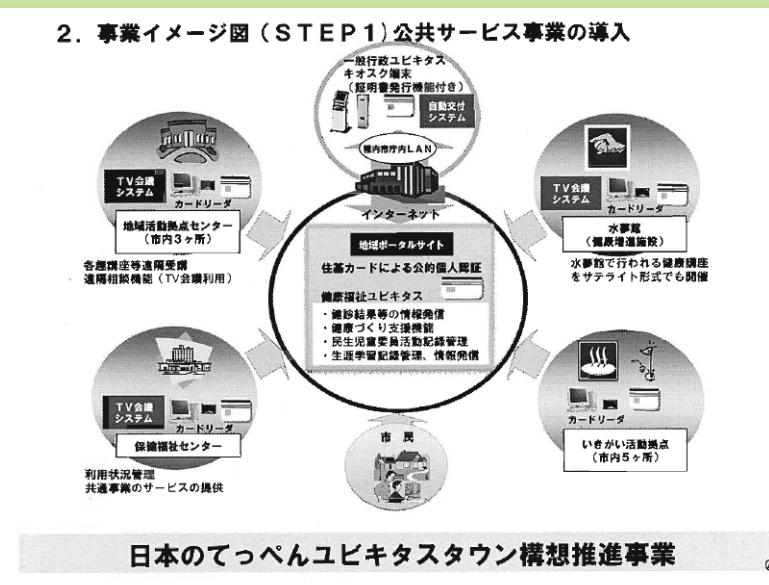 ２．事業イメージ図（ＳＴＥＰ１）公共サービス事業の導入
一般行政ユビキタス
キオスク端末
（証明書発行機能付き）
自動交付
システム
稚内市庁内ＬＡＮ
インターネット
TV会議
システム
カードリーダ
地域活動拠点センター
（市内３ヶ所）
各種講座等遠隔受講
遠隔相談機能（TV会議利用）
TV会議
システム
カードリーダ
水夢館
（健康増進施設）
水夢館で行われる健康講座
をサテライト形式でも開催
地域ポータルサイト
住基カードによる公的個人認証
健康福祉ユビキタス
・健診結果等の情報発信
・健康づくり支援機能
・民生児童委員活動記録管理
・生涯学習記録管理、情報発信
TV会議
システム
カードリーダ
保健福祉センター
利用状況管理
共通事業のサービスの提供
市民
カードリーダ
いきがい活動拠点
（市内５ヶ所）
日本のてっぺんユビキタスタウン構想推進事業